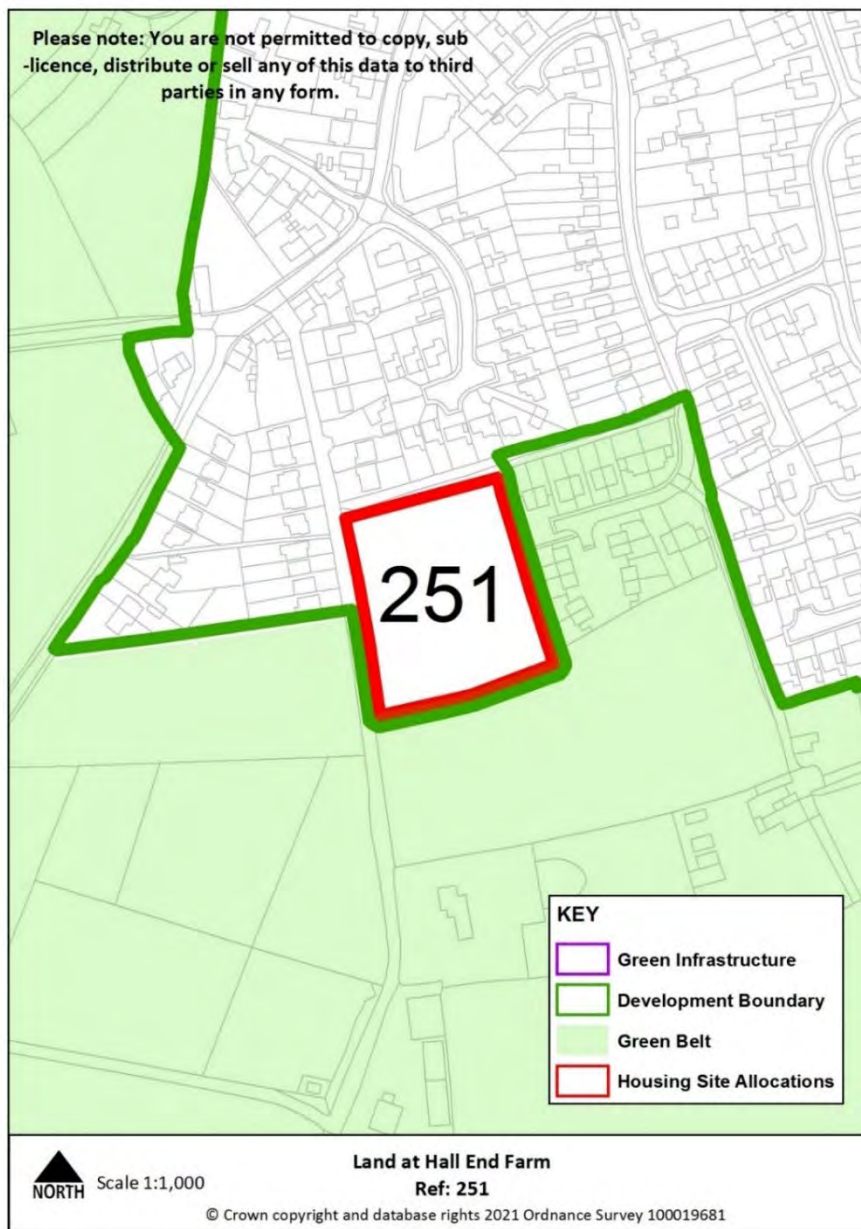 Please note: You are not permitted to copy, sub
-licence, distribute or sell any of this data to third
parties in any form.
251
KEY
Green Infrastructure
Development Boundary
Green Belt
Housing Site Allocations
NORTH
Scale 1:1,000
Land at Hall End Farm
Ref: 251
© Crown copyright and database rights 2021 Ordnance Survey 100019681